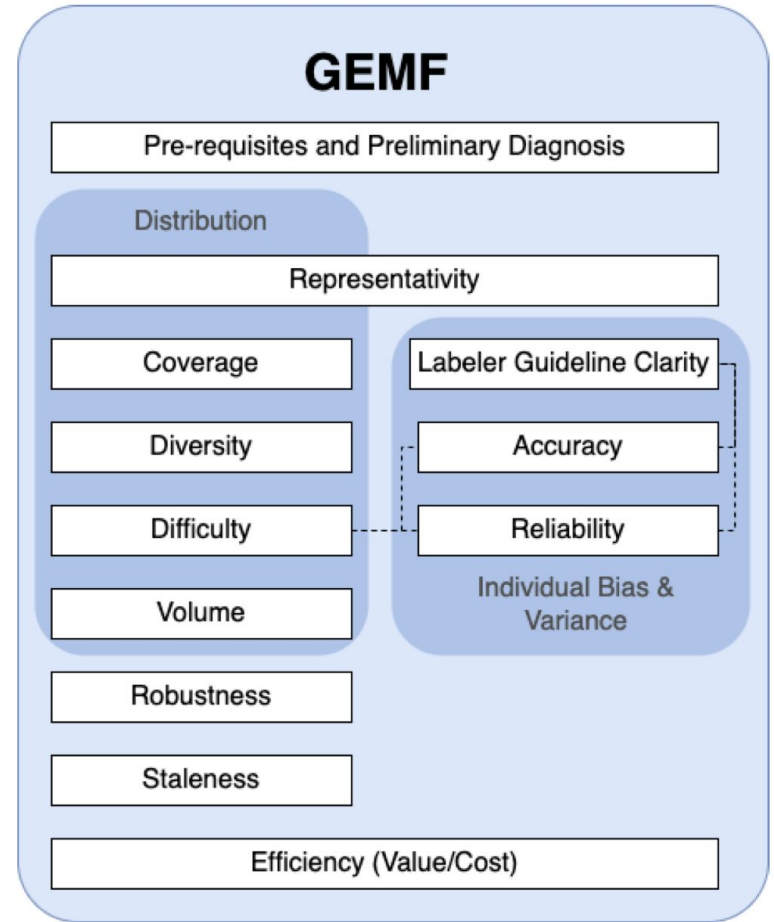 GEMF
Pre-requisites and Preliminary Diagnosis
Distribution
Representativity
Coverage
Labeler Guideline Clarity
Diversity
Accuracy
Difficulty
Reliability
Individual Bias &
Variance
Volume
Robustness
Staleness
Efficiency (Value/Cost)